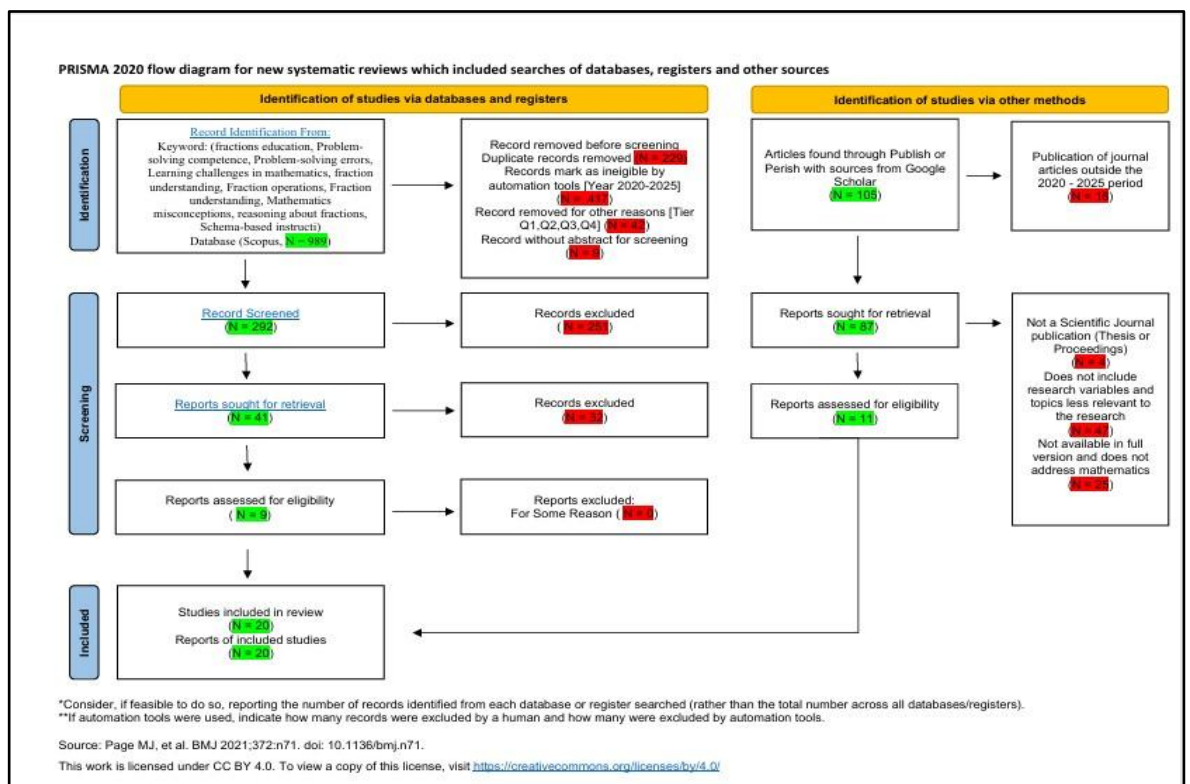 PRISMA 2020 flow diagram for new systematic reviews which included searches of databases, registers and other sources
Identification of studies via databases and registers
Identification of studies via other methods
Identification
Record Identification From:
Keyword: (fractions education, Problem-
solving competence, Problem-solving errors,
Learning challenges in mathematics, fraction
understanding, Fraction operations, Fraction
understanding, Mathematics
misconceptions, reasoning about fractions,
Schema-based instructi)
Database (Scopus, N = 989)
Record removed before screening
Duplicate records removed (N = 229)
Records mark as ineigible by
automation tools [Year 2020-2025]
(N = 417)
Record removed for other reasons [Tier
Q1,Q2,Q3,Q4] (N = 42)
Record without abstract for screening
(N = 9)
Articles found through Publish or
Perish with sources from Google
Scholar
(N = 105)
Publication of journal
articles outside the
2020 - 2025 period
(N = 18)
Screening
Record Screened
(N = 292)
Records excluded
( N = 251)
Reports sought for retrieval
(N = 87)
Not a Scientific Journal
publication (Thesis or
Proceedings)
(N = 4)
Does not include
research variables and
topics less relevant to
the research
(N = 47)
Not available in full
version and does not
address mathematics
(N = 25)
Reports sought for retrieval
(N = 41)
Records excluded
(N = 32)
Reports assessed for eligibility
(N = 11)
Reports assessed for eligibility
( N = 9)
Reports excluded:
For Some Reason ( N = 0)
Included
Studies included in review
(N = 20)
Reports of included studies
(N = 20)
*Consider, if feasible to do so, reporting the number of records identified from each database or register searched (rather than the total number across all databases/registers).
**If automation tools were used, indicate how many records were excluded by a human and how many were excluded by automation tools.
Source: Page MJ, et al. BMJ 2021;372:n71. doi: 10.1136/bmj.n71.
This work is licensed under CC BY 4.0. To view a copy of this license, visit https://creativecommons.org/licenses/by/4.0/